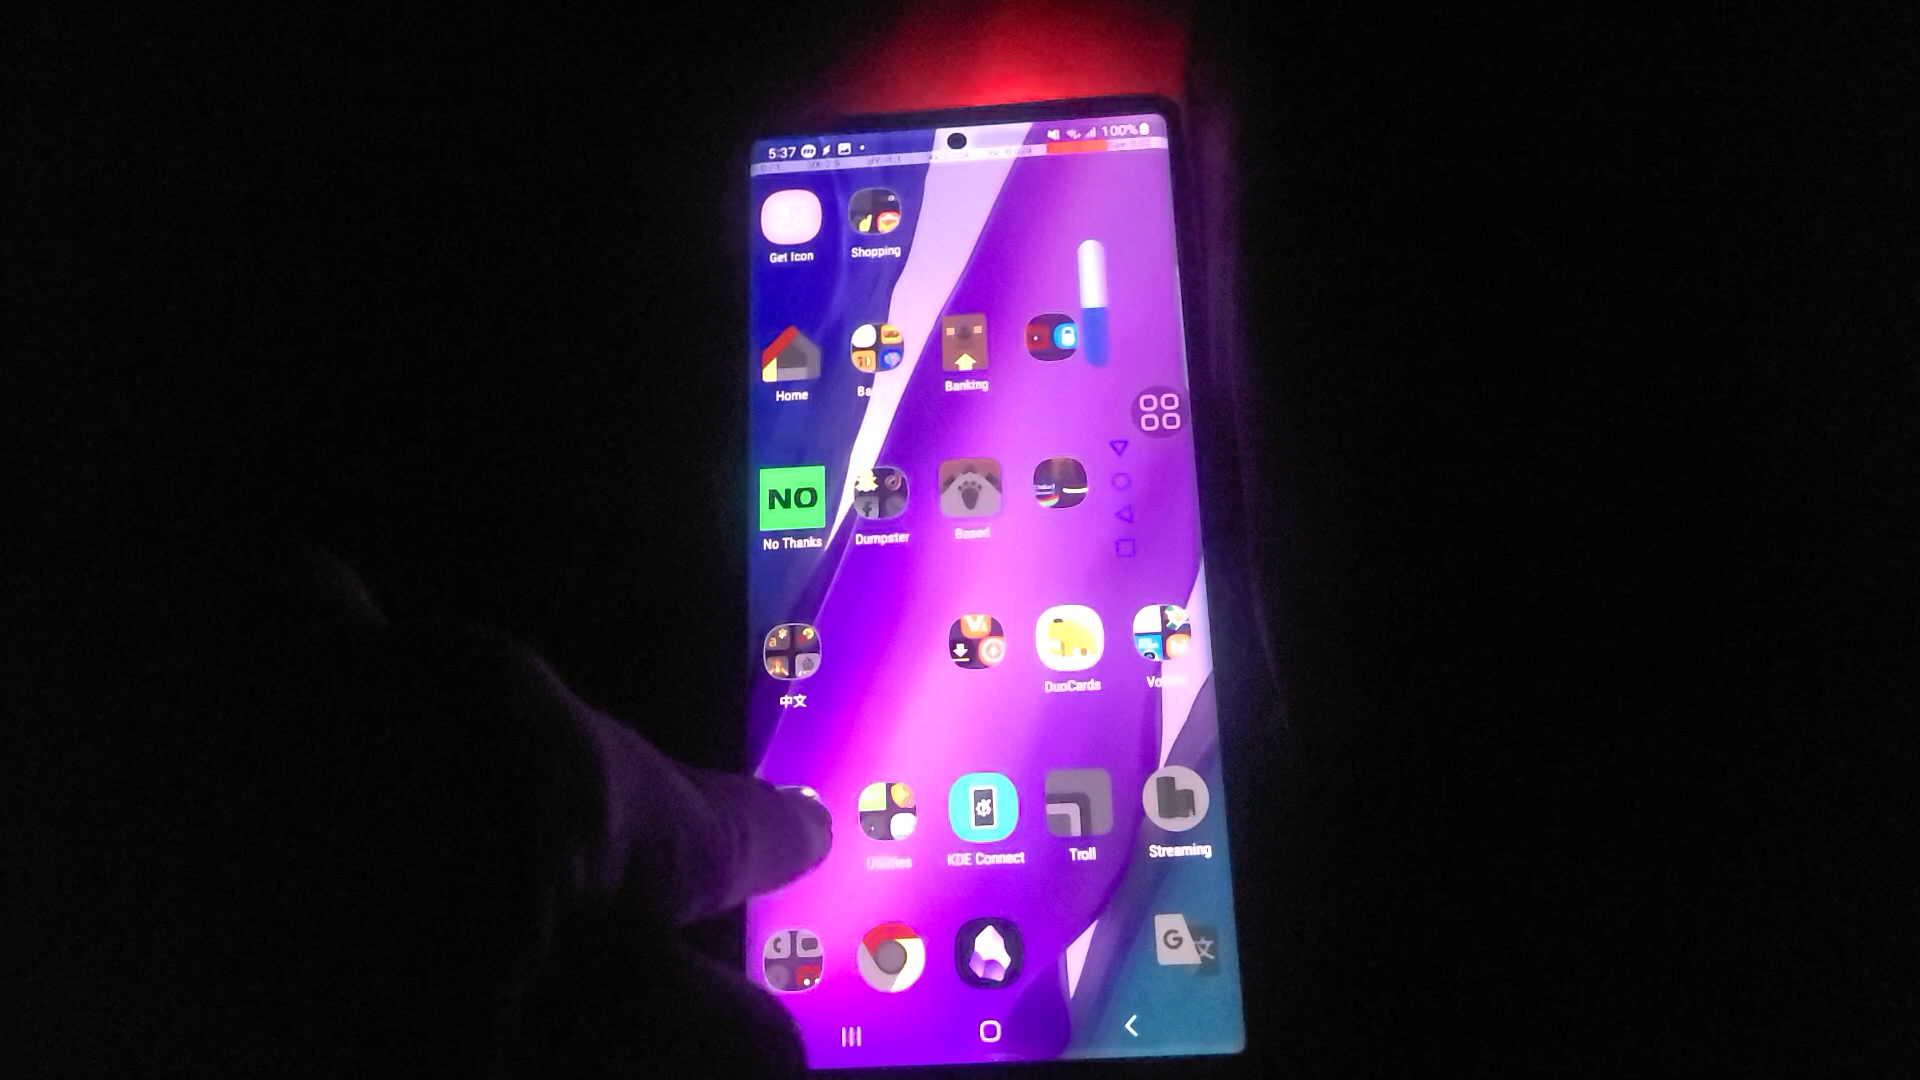 5:37
100%
Get Icon
Shopping
Home
Banking
NO
No Thanks
Dumpster
Based
DuoCards
中文
Utilities
KDE Connect
Troll
Streaming
G 文